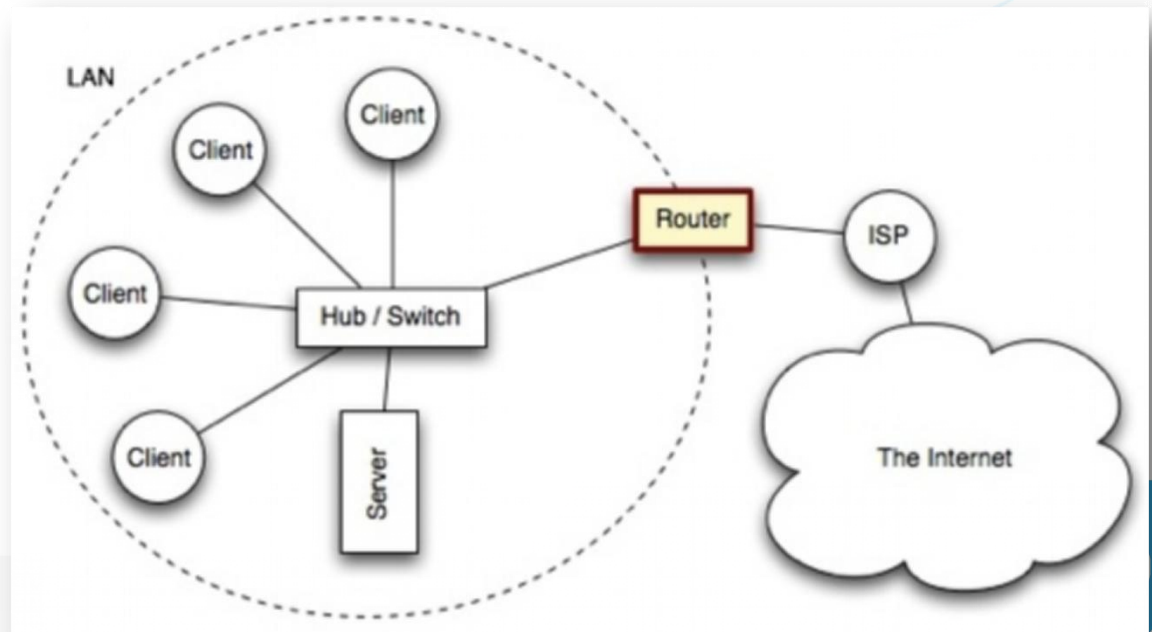 LAN
Client
Client
Client
Client
Hub / Switch
Server
Router
ISP
The Internet